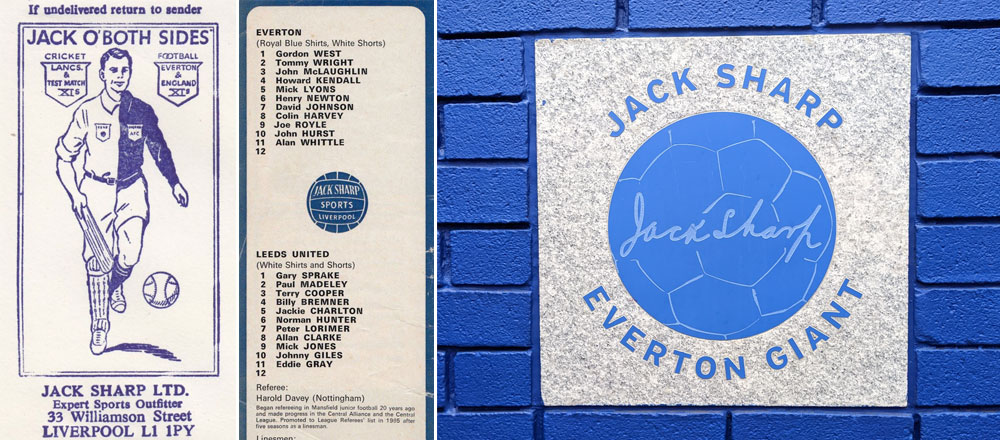 If undelivered return to sender
"JACK O' BOTH SIDES"
CRICKET
LANCS.
&
TEST MATCH
XIS
FOOTBALL
EVERTON
&
ENGLAND
XIS
JACK SHARP LTD.
Expert Sports Outfitter
33 Williamson Street
LIVERPOOL L1 1PY
EVERTON
(Royal Blue Shirts, White Shorts)
1 Gordon WEST
2 Tommy WRIGHT
3 John McLAUGHLIN
4 Howard KENDALL
5 Mick LYONS
6 Henry NEWTON
7 David JOHNSON
8 Colin HARVEY
9 Joe ROYLE
10 John HURST
11 Alan WHITTLE
12
JACK SHARP
SPORTS
LIVERPOOL
LEEDS UNITED
(White Shirts and Shorts)
1 Gary SPRAKE
2 Paul MADELEY
3 Terry COOPER
4 Billy BREMNER
5 Jackie CHARLTON
6 Norman HUNTER
7 Peter LORIMER
8 Allan CLARKE
9 Mick JONES
10 Johnny GILES
11 Eddie GRAY
12
Referee:
Harold Davey (Nottingham)
Began refereeing in Mansfield junior football 20 years ago
and made progress in the Central Alliance and the Central
League. Promoted to League Referees' list in 1965 after
five seasons as a linesman.
Linesmen:
JACK SHARP
Jack Sharp
EVERTON GIANT